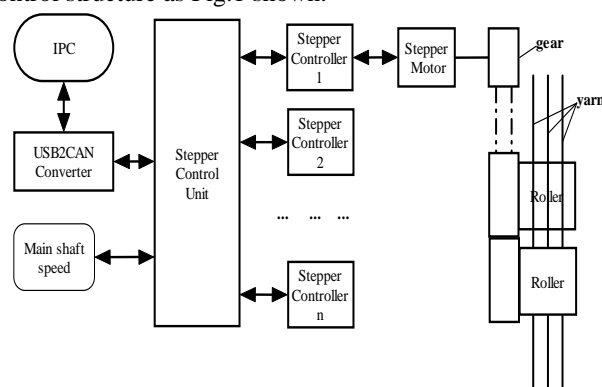 ontrol structure as Fig.1 shown.
IPC
USB2CAN
Converter
Main shaft
speed
Stepper
Control
Unit
Stepper
Controller
1
Stepper
Controller
2
... ... ...
Stepper
Controller
n
Stepper
Motor
gear
yarn
Roller
Roller